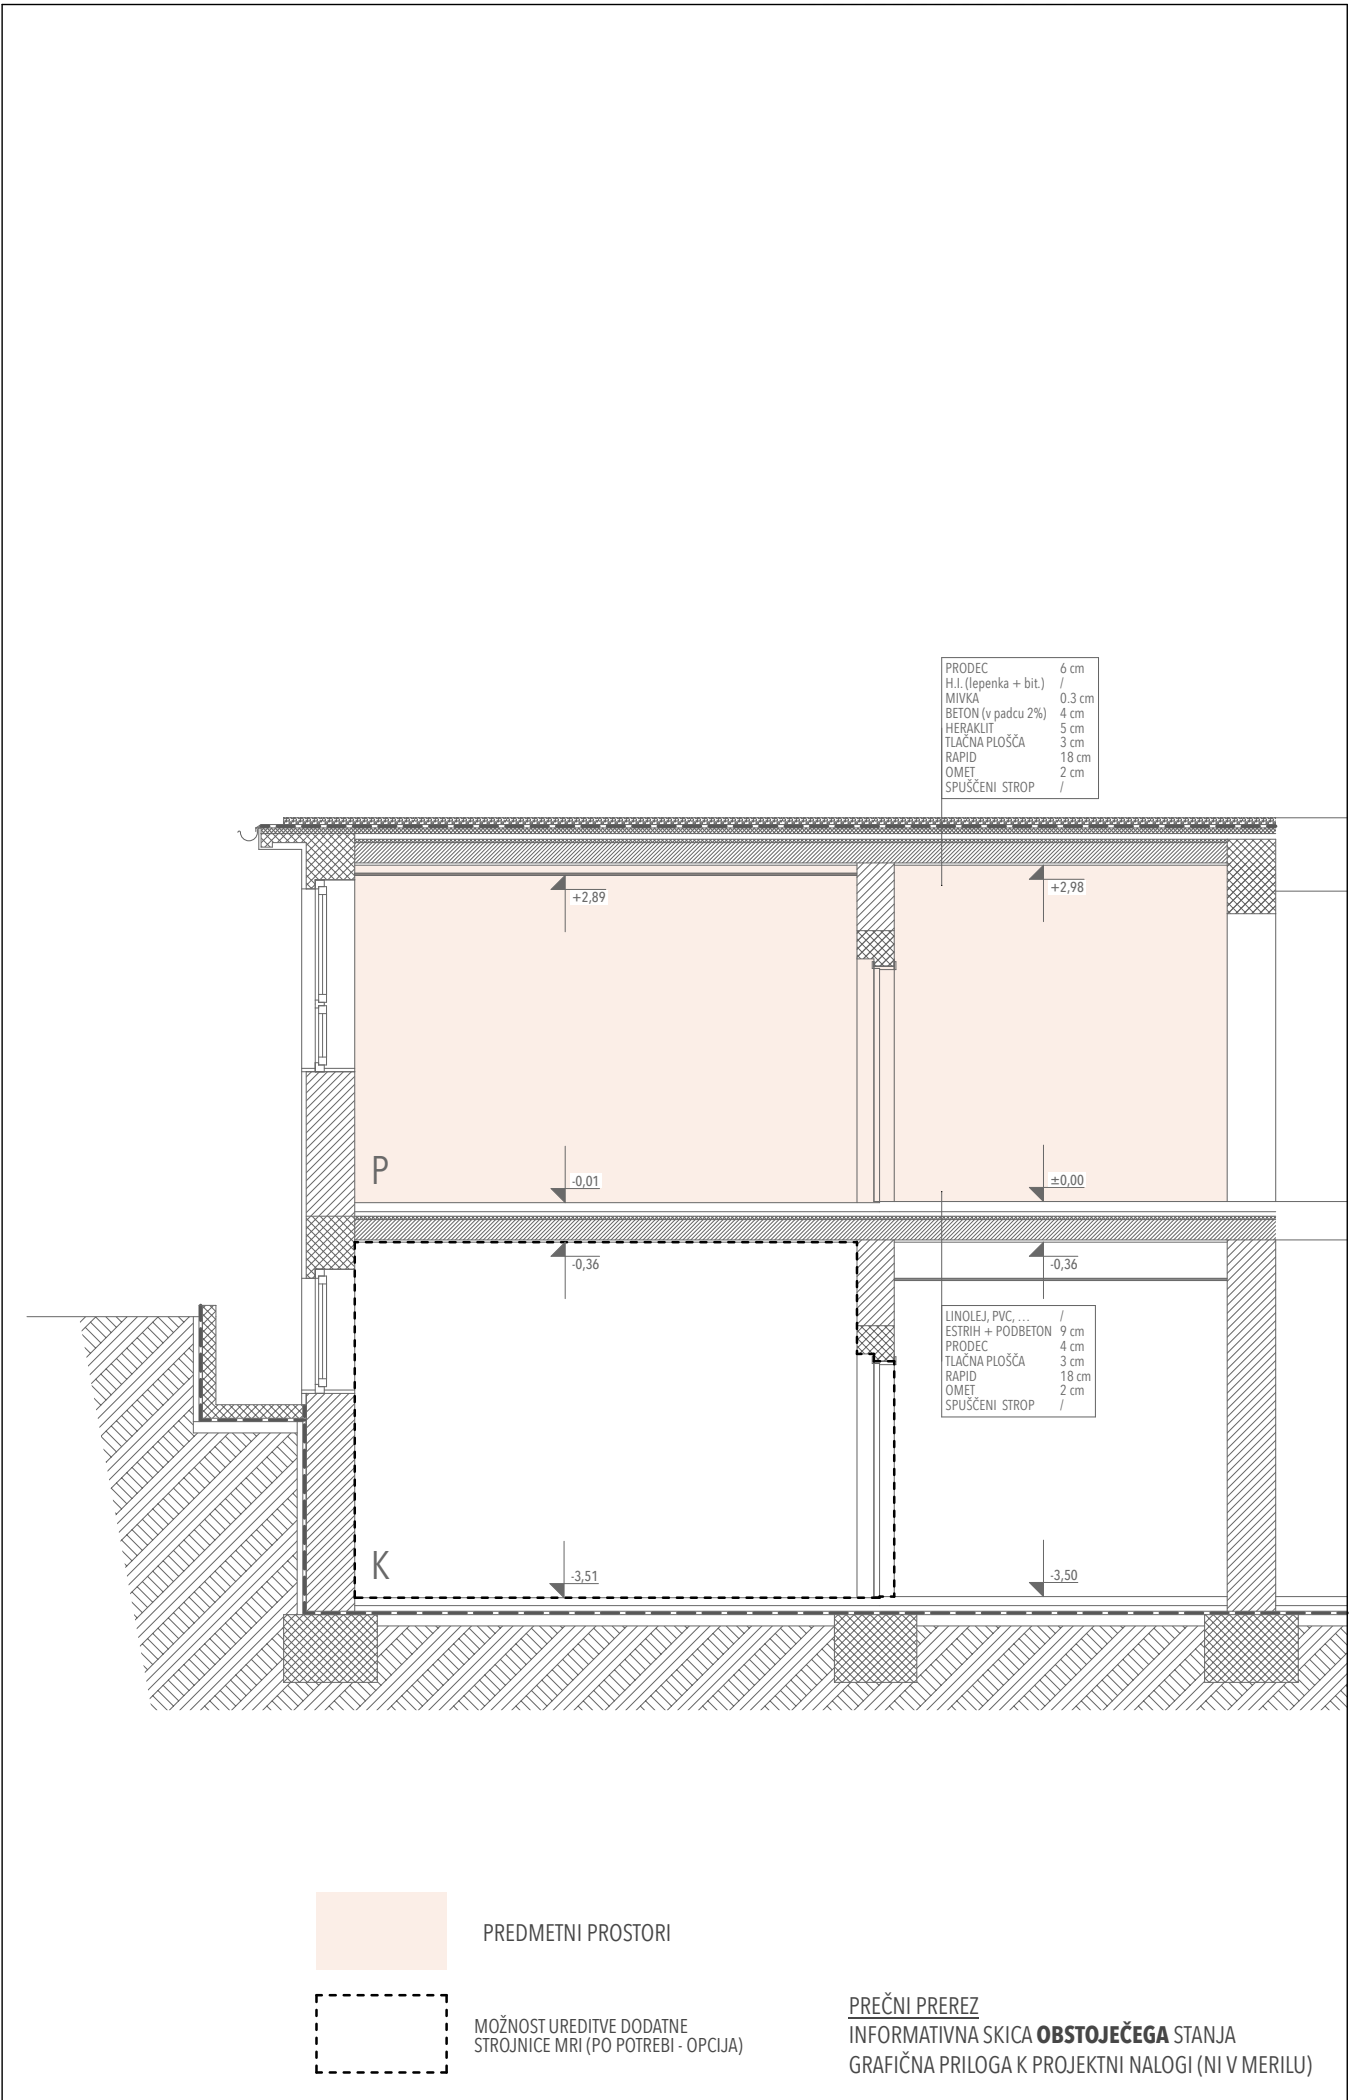 PRODEC 6 cm
H.I. (lepenka + bit.) /
MIVKA 0.3 cm
BETON (v padcu 2%) 4 cm
HERAKLIT 5 cm
TLAČNA PLOŠČA 3 cm
RAPID 18 cm
OMET 2 cm
SPUŠČENI STROP /
+2,89
+2,98
P
-0,01
±0,00
-0,36
-0,36
LINOLEJ, PVC, ... /
ESTRIH + PODBETON 9 cm
PRODEC 4 cm
TLAČNA PLOŠČA 3 cm
RAPID 18 cm
OMET 2 cm
SPUŠČENI STROP /
K
-3,51
-3,50
PREDMETNI PROSTORI
MOŽNOST UREDITVE DODATNE
STROJNICE MRI (PO POTREBI - OPCIJA)
PREČNI PREREZ
INFORMATIVNA SKICA OBSTOJEČEGA STANJA
GRAFIČNA PRILOGA K PROJEKTNI NALOGI (NI V MERILU)